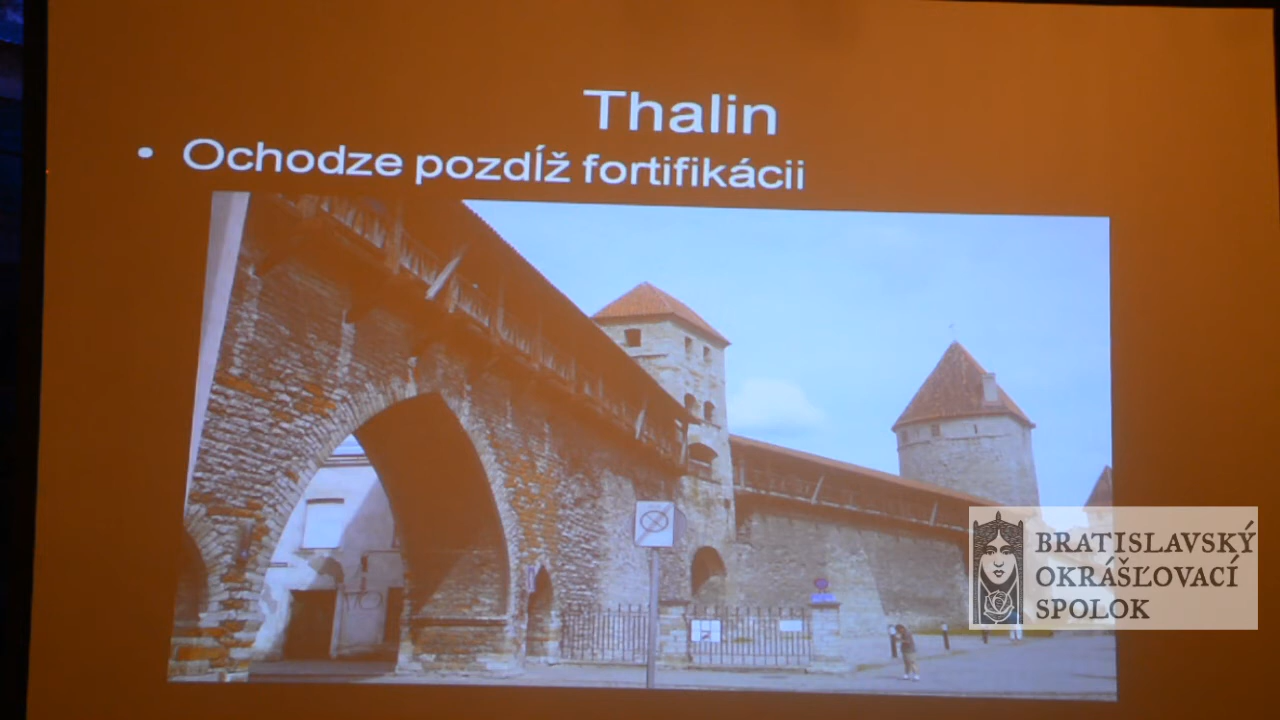 Thalin
• Ochodze pozdĺž fortifikácii
BRATISLAVSKÝ
OKRÁŠĽOVACÍ
SPOLOK